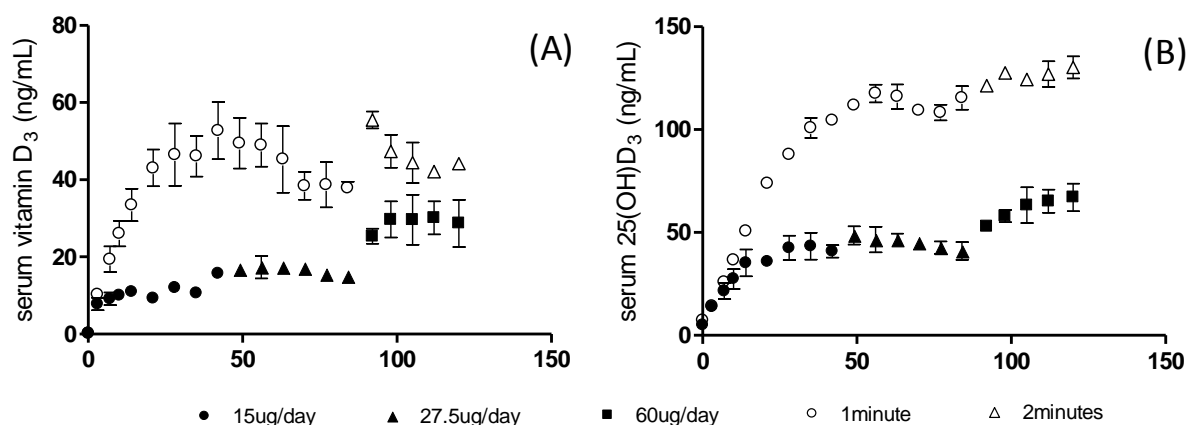 (A)
serum vitamin D3 (ng/mL)
80
60
40
20
0
0 50 100 150
(B)
serum 25(OH)D3 (ng/mL)
150
100
50
0
0 50 100 150
15ug/day 27.5ug/day 60ug/day 1minute 2minutes